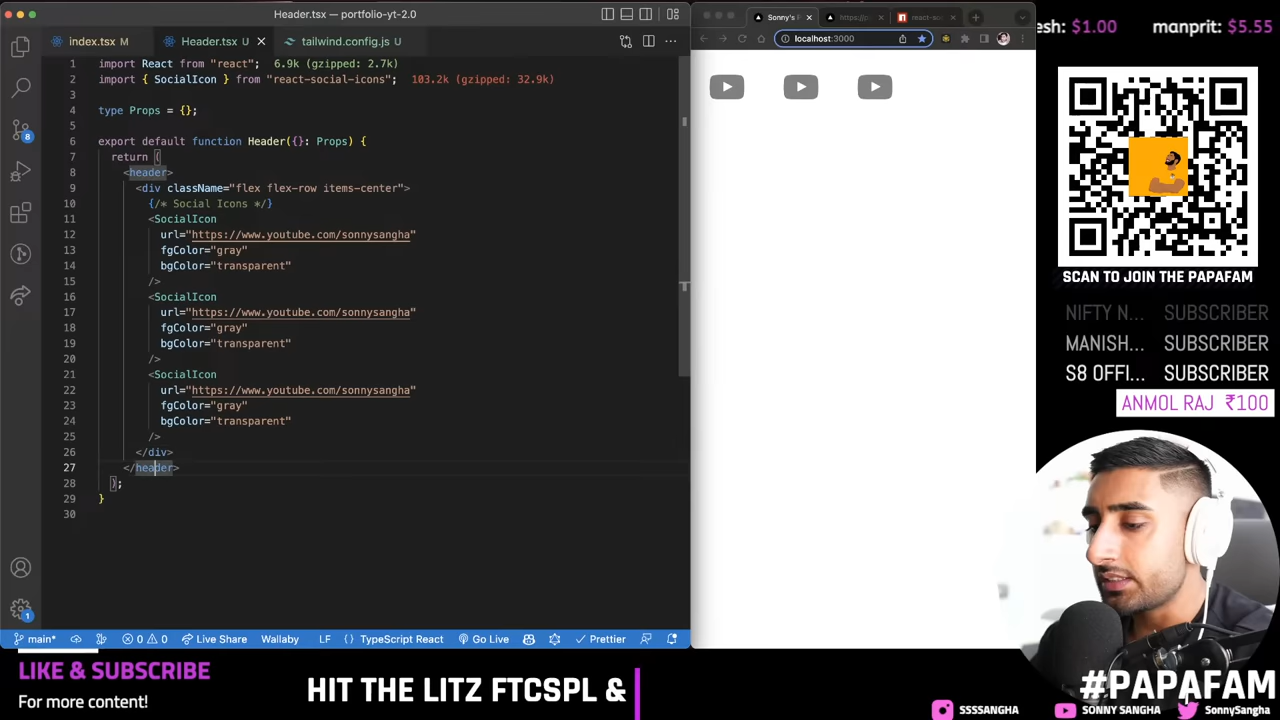 Header.tsx — portfolio-yt-2.0
index.tsx M
Header.tsx U
tailwind.config.js U
1 import React from "react"; 6.9k (gzipped: 2.7k)
2 import { SocialIcon } from "react-social-icons"; 103.2k (gzipped: 32.9k)
3
4 type Props = {};
5
6 export default function Header({}: Props) {
7 return (
8 <header>
9 <div className="flex flex-row items-center">
10 {/* Social Icons */}
11 <SocialIcon
12 url="https://www.youtube.com/sonnysangha"
13 fgColor="gray"
14 bgColor="transparent"
15 />
16 <SocialIcon
17 url="https://www.youtube.com/sonnysangha"
18 fgColor="gray"
19 bgColor="transparent"
20 />
21 <SocialIcon
22 url="https://www.youtube.com/sonnysangha"
23 fgColor="gray"
24 bgColor="transparent"
25 />
26 </div>
27 </header>
28 );
29 }
30
8
1
main*
0 0
Live Share
Wallaby
LF
{} TypeScript React
Go Live
Prettier
Sonny's
https://p
react-so
localhost:3000
esh: $1.00
manprit: $5.55
SCAN TO JOIN THE PAPAFAM
NIFTY N... SUBSCRIBER
MANISH... SUBSCRIBER
S8 OFFI... SUBSCRIBER
ANMOL RAJ ₹100
LIKE & SUBSCRIBE
For more content!
HIT THE LITZ FTCSPL &
#PAPAFAM
SSSSANGHA
SONNY SANGHA
SonnySangha